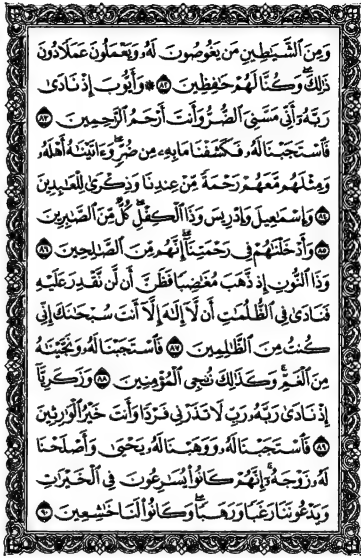 وَمِنَ ٱلشَّيَٰطِينِ مَن يَغُوصُونَ لَهُۥ وَيَعْمَلُونَ عَمَلًا دُونَ
ذَٰلِكَۖ وَكُنَّا لَهُمْ حَٰفِظِينَ ٨٢ ۞ وَأَيُّوبَ إِذْ نَادَىٰ
رَبَّهُۥٓ أَنِّي مَسَّنِيَ ٱلضُّرُّ وَأَنتَ أَرْحَمُ ٱلرَّٰحِمِينَ ٨٣
فَٱسْتَجَبْنَا لَهُۥ فَكَشَفْنَا مَا بِهِۦ مِن ضُرٍّۖ وَءَاتَيْنَٰهُ أَهْلَهُۥ
وَمِثْلَهُم مَّعَهُمْ رَحْمَةً مِّنْ عِندِنَا وَذِكْرَىٰ لِلْعَٰبِدِينَ
٨٤ وَإِسْمَٰعِيلَ وَإِدْرِيسَ وَذَا ٱلْكِفْلِۖ كُلٌّ مِّنَ ٱلصَّٰبِرِينَ
٨٥ وَأَدْخَلْنَٰهُمْ فِي رَحْمَتِنَآۖ إِنَّهُم مِّنَ ٱلصَّٰلِحِينَ ٨٦
وَذَا ٱلنُّونِ إِذ ذَّهَبَ مُغَٰضِبًا فَظَنَّ أَن لَّن نَّقْدِرَ عَلَيْهِ
فَنَادَىٰ فِي ٱلظُّلُمَٰتِ أَن لَّآ إِلَٰهَ إِلَّآ أَنتَ سُبْحَٰنَكَ إِنِّي
كُنتُ مِنَ ٱلظَّٰلِمِينَ ٨٧ فَٱسْتَجَبْنَا لَهُۥ وَنَجَّيْنَٰهُ
مِنَ ٱلْغَمِّۚ وَكَذَٰلِكَ نُـۨجِي ٱلْمُؤْمِنِينَ ٨٨ وَزَكَرِيَّآ
إِذْ نَادَىٰ رَبَّهُۥ رَبِّ لَا تَذَرْنِي فَرْدًا وَأَنتَ خَيْرُ ٱلْوَٰرِثِينَ
٨٩ فَٱسْتَجَبْنَا لَهُۥ وَوَهَبْنَا لَهُۥ يَحْيَىٰ وَأَصْلَحْنَا
لَهُۥ زَوْجَهُۥٓۚ إِنَّهُمْ كَانُوا۟ يُسَٰرِعُونَ فِي ٱلْخَيْرَٰتِ
وَيَدْعُونَنَا رَغَبًا وَرَهَبًاۖ وَكَانُوا۟ لَنَا خَٰشِعِينَ ٩٠